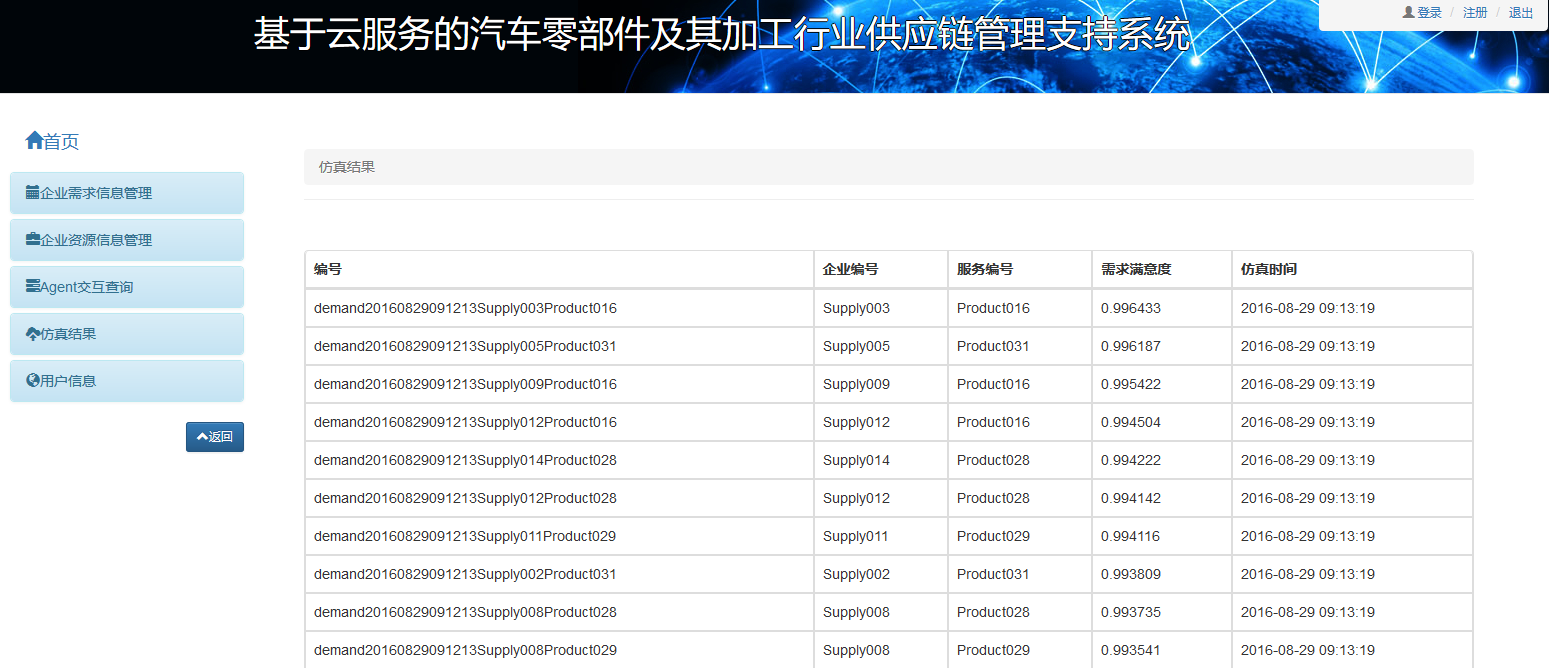 基于云服务的汽车零部件及其加工行业供应链管理支持系统
登录 / 注册 / 退出
首页
企业需求信息管理
企业资源信息管理
Agent交互查询
仿真结果
用户信息
返回
仿真结果
编号 企业编号 服务编号 需求满意度 仿真时间
demand20160829091213Supply003Product016 Supply003 Product016 0.996433 2016-08-29 09:13:19
demand20160829091213Supply005Product031 Supply005 Product031 0.996187 2016-08-29 09:13:19
demand20160829091213Supply009Product016 Supply009 Product016 0.995422 2016-08-29 09:13:19
demand20160829091213Supply012Product016 Supply012 Product016 0.994504 2016-08-29 09:13:19
demand20160829091213Supply014Product028 Supply014 Product028 0.994222 2016-08-29 09:13:19
demand20160829091213Supply012Product028 Supply012 Product028 0.994142 2016-08-29 09:13:19
demand20160829091213Supply011Product029 Supply011 Product029 0.994116 2016-08-29 09:13:19
demand20160829091213Supply002Product031 Supply002 Product031 0.993809 2016-08-29 09:13:19
demand20160829091213Supply008Product028 Supply008 Product028 0.993735 2016-08-29 09:13:19
demand20160829091213Supply008Product029 Supply008 Product029 0.993541 2016-08-29 09:13:19